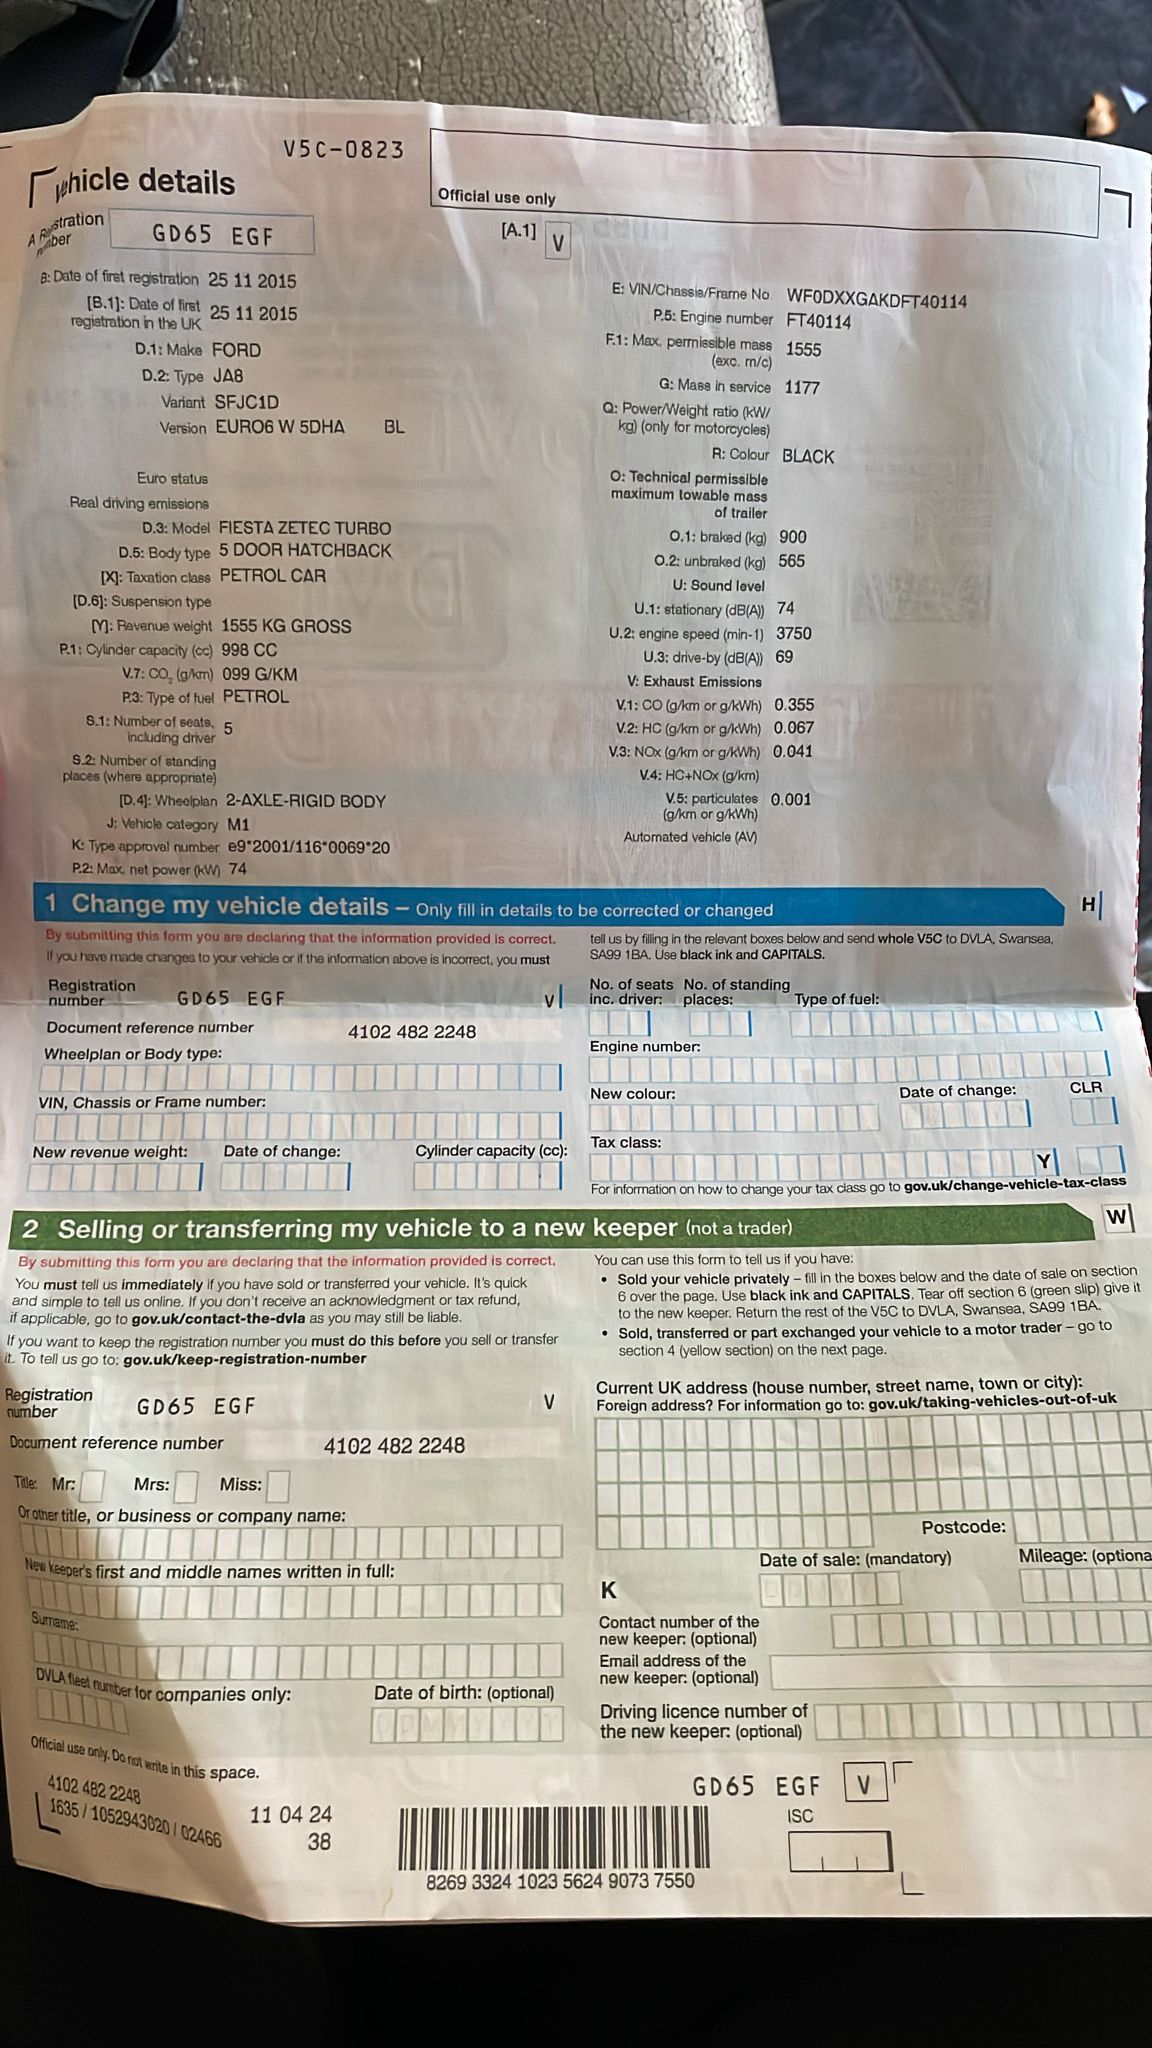 V5C-0823
Vehicle details
Official use only
A Registration number GD65 EGF [A.1] V
B: Date of first registration 25 11 2015
[B.1]: Date of first registration in the UK 25 11 2015
D.1: Make FORD
D.2: Type JA8
Variant SFJC1D
Version EURO6 W 5DHA BL
Euro status
Real driving emissions
D.3: Model FIESTA ZETEC TURBO
D.5: Body type 5 DOOR HATCHBACK
[X]: Taxation class PETROL CAR
[D.6]: Suspension type
[Y]: Revenue weight 1555 KG GROSS
P.1: Cylinder capacity (cc) 998 CC
V.7: CO₂ (g/km) 099 G/KM
P.3: Type of fuel PETROL
S.1: Number of seats, including driver 5
S.2: Number of standing places (where appropriate)
[D.4]: Wheelplan 2-AXLE-RIGID BODY
J: Vehicle category M1
K: Type approval number e9*2001/116*0069*20
P.2: Max. net power (kW) 74
E: VIN/Chassis/Frame No. WF0DXXGAKDFT40114
P.5: Engine number FT40114
F.1: Max. permissible mass (exc. m/c) 1555
G: Mass in service 1177
Q: Power/Weight ratio (kW/kg) (only for motorcycles)
R: Colour BLACK
O: Technical permissible maximum towable mass of trailer
O.1: braked (kg) 900
O.2: unbraked (kg) 565
U: Sound level
U.1: stationary (dB(A)) 74
U.2: engine speed (min-1) 3750
U.3: drive-by (dB(A)) 69
V: Exhaust Emissions
V.1: CO (g/km or g/kWh) 0.355
V.2: HC (g/km or g/kWh) 0.067
V.3: NOx (g/km or g/kWh) 0.041
V.4: HC+NOx (g/km)
V.5: particulates (g/km or g/kWh) 0.001
Automated vehicle (AV)
1 Change my vehicle details – Only fill in details to be corrected or changed H
By submitting this form you are declaring that the information provided is correct.
If you have made changes to your vehicle or if the information above is incorrect, you must
tell us by filling in the relevant boxes below and send whole V5C to DVLA, Swansea,
SA99 1BA. Use black ink and CAPITALS.
Registration number GD65 EGF V
Document reference number 4102 482 2248
Wheelplan or Body type:
VIN, Chassis or Frame number:
New revenue weight: Date of change: Cylinder capacity (cc):
No. of seats inc. driver: No. of standing places: Type of fuel:
Engine number:
New colour: Date of change: CLR
Tax class: Y
For information on how to change your tax class go to gov.uk/change-vehicle-tax-class
2 Selling or transferring my vehicle to a new keeper (not a trader) W
By submitting this form you are declaring that the information provided is correct.
You must tell us immediately if you have sold or transferred your vehicle. It's quick
and simple to tell us online. If you don't receive an acknowledgment or tax refund,
if applicable, go to gov.uk/contact-the-dvla as you may still be liable.
If you want to keep the registration number you must do this before you sell or transfer
it. To tell us go to: gov.uk/keep-registration-number
You can use this form to tell us if you have:
• Sold your vehicle privately – fill in the boxes below and the date of sale on section
6 over the page. Use black ink and CAPITALS. Tear off section 6 (green slip) give it
to the new keeper. Return the rest of the V5C to DVLA, Swansea, SA99 1BA.
• Sold, transferred or part exchanged your vehicle to a motor trader – go to
section 4 (yellow section) on the next page.
Registration number GD65 EGF V
Document reference number 4102 482 2248
Title: Mr: Mrs: Miss:
Or other title, or business or company name:
New keeper's first and middle names written in full:
Surname:
DVLA fleet number for companies only: Date of birth: (optional)
Current UK address (house number, street name, town or city):
Foreign address? For information go to: gov.uk/taking-vehicles-out-of-uk
Postcode:
K Date of sale: (mandatory) Mileage: (optiona
Contact number of the new keeper: (optional)
Email address of the new keeper: (optional)
Driving licence number of the new keeper: (optional)
Official use only. Do not write in this space.
4102 482 2248
1635 / 1052943020 / 02466
11 04 24
38
8269 3324 1023 5624 9073 7550
GD65 EGF V
ISC